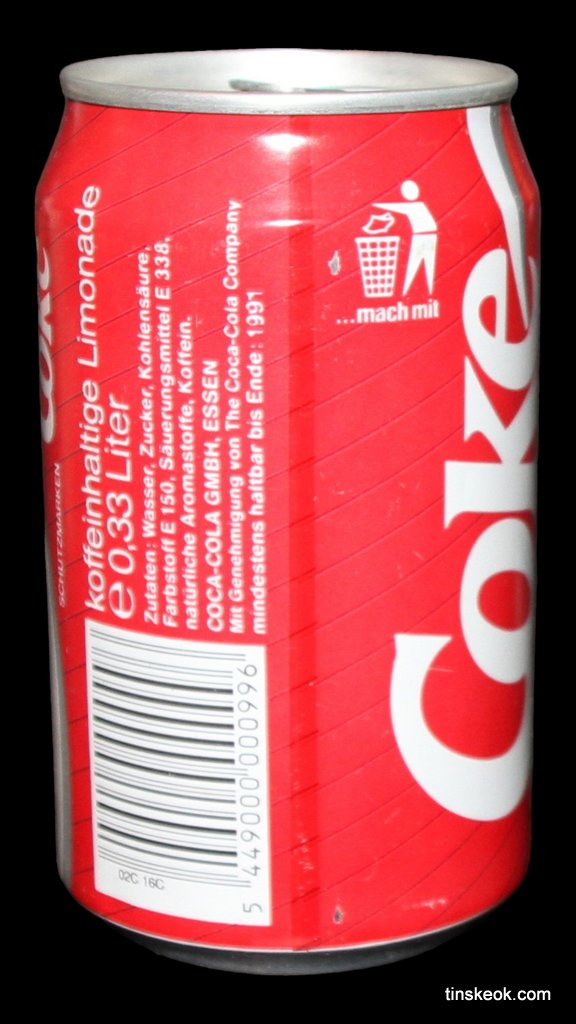 Coke
SCHUTZMARKEN
koffeinhaltige Limonade
e 0,33 Liter
Zutaten: Wasser, Zucker, Kohlensäure,
Farbstoff E 150, Säuerungsmittel E 338,
natürliche Aromastoffe, Koffein.
COCA-COLA GMBH, ESSEN
Mit Genehmigung von The Coca-Cola Company
mindestens haltbar bis Ende: 1991
02C 16C
5 449000 000996
...mach mit
Coke
tinskeok.com